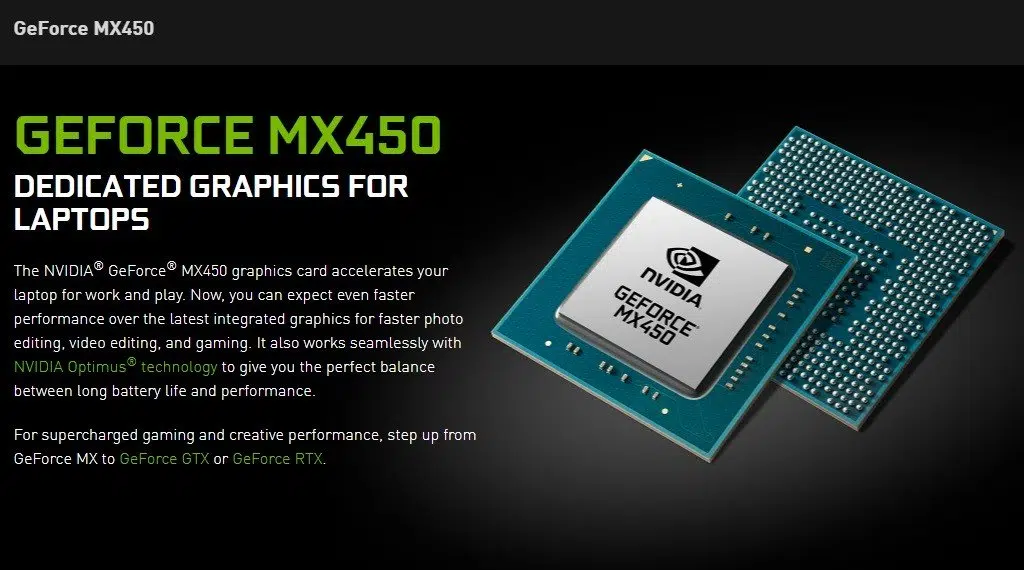 GeForce MX450
GEFORCE MX450
DEDICATED GRAPHICS FOR
LAPTOPS
The NVIDIA® GeForce® MX450 graphics card accelerates your
laptop for work and play. Now, you can expect even faster
performance over the latest integrated graphics for faster photo
editing, video editing, and gaming. It also works seamlessly with
NVIDIA Optimus® technology to give you the perfect balance
between long battery life and performance.
For supercharged gaming and creative performance, step up from
GeForce MX to GeForce GTX or GeForce RTX.
NVIDIA.
GEFORCE®
MX450